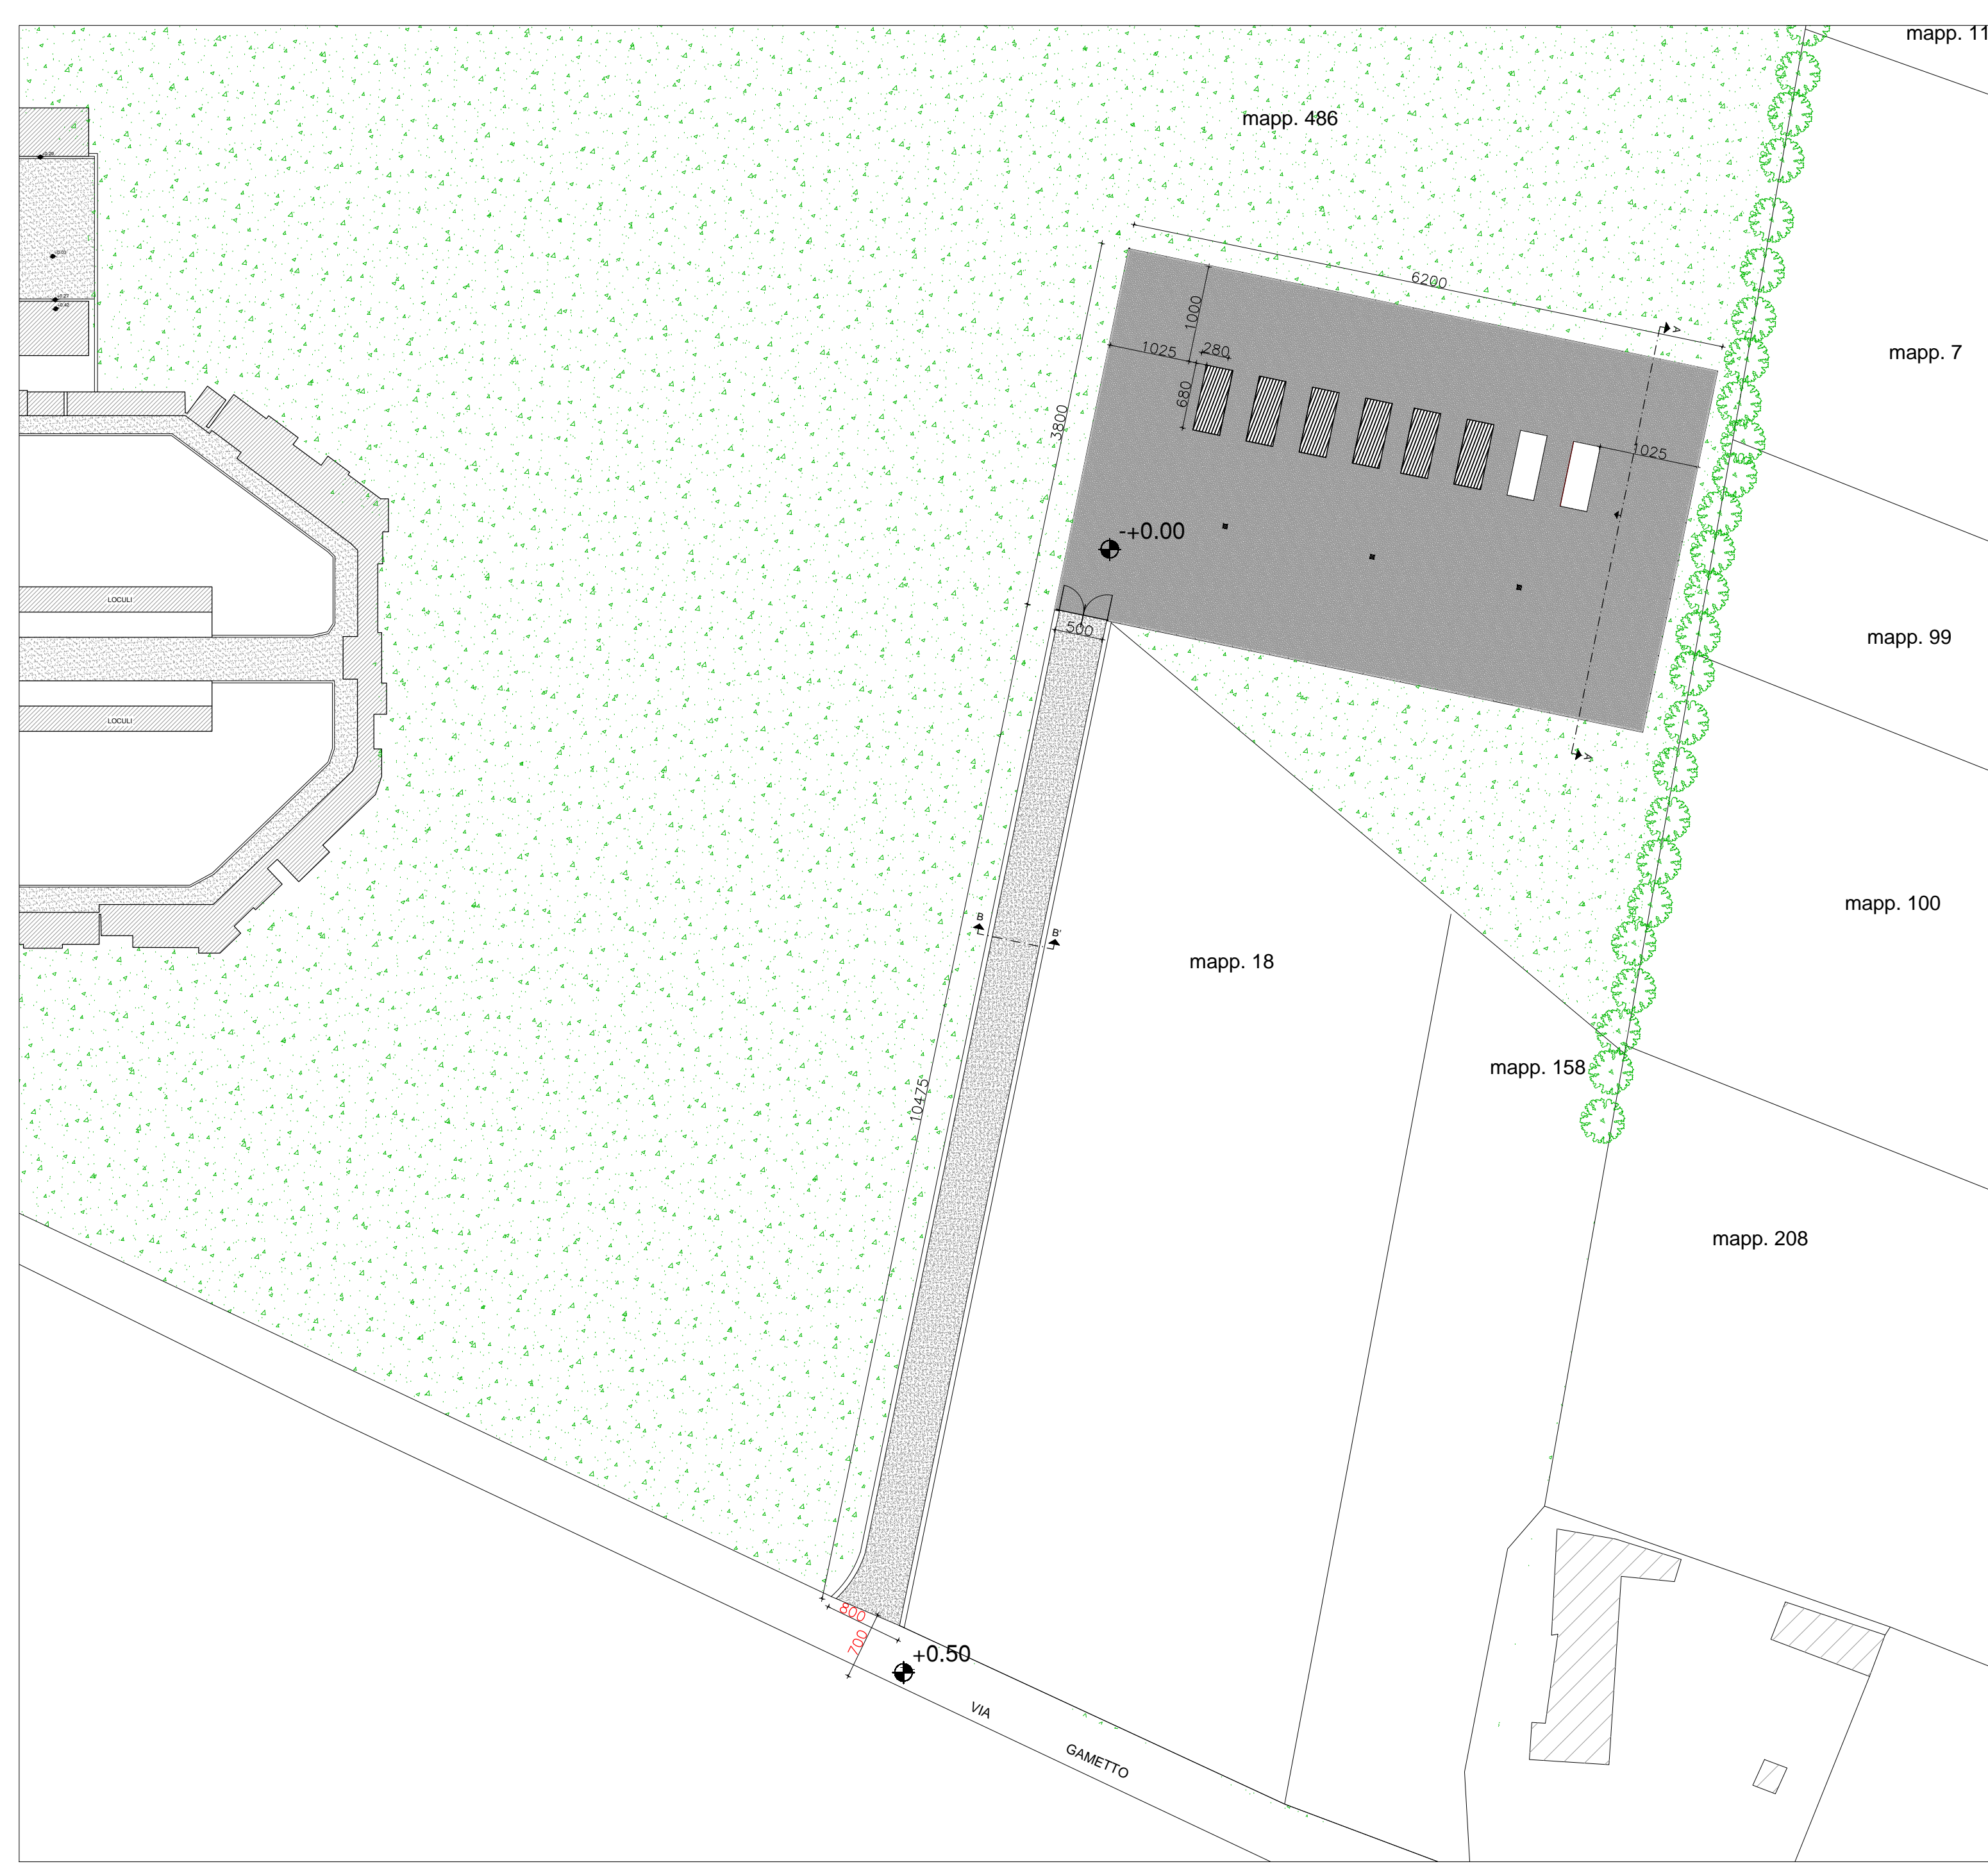 mapp. 11
mapp. 486
6200
A
1000
mapp. 7
1025
280
680
3800
1025
-+0.00
LOCULI
500
mapp. 99
LOCULI
A'
mapp. 100
B
B'
mapp. 18
mapp. 158
10475
mapp. 208
800
700
+0.50
VIA
GAMETTO